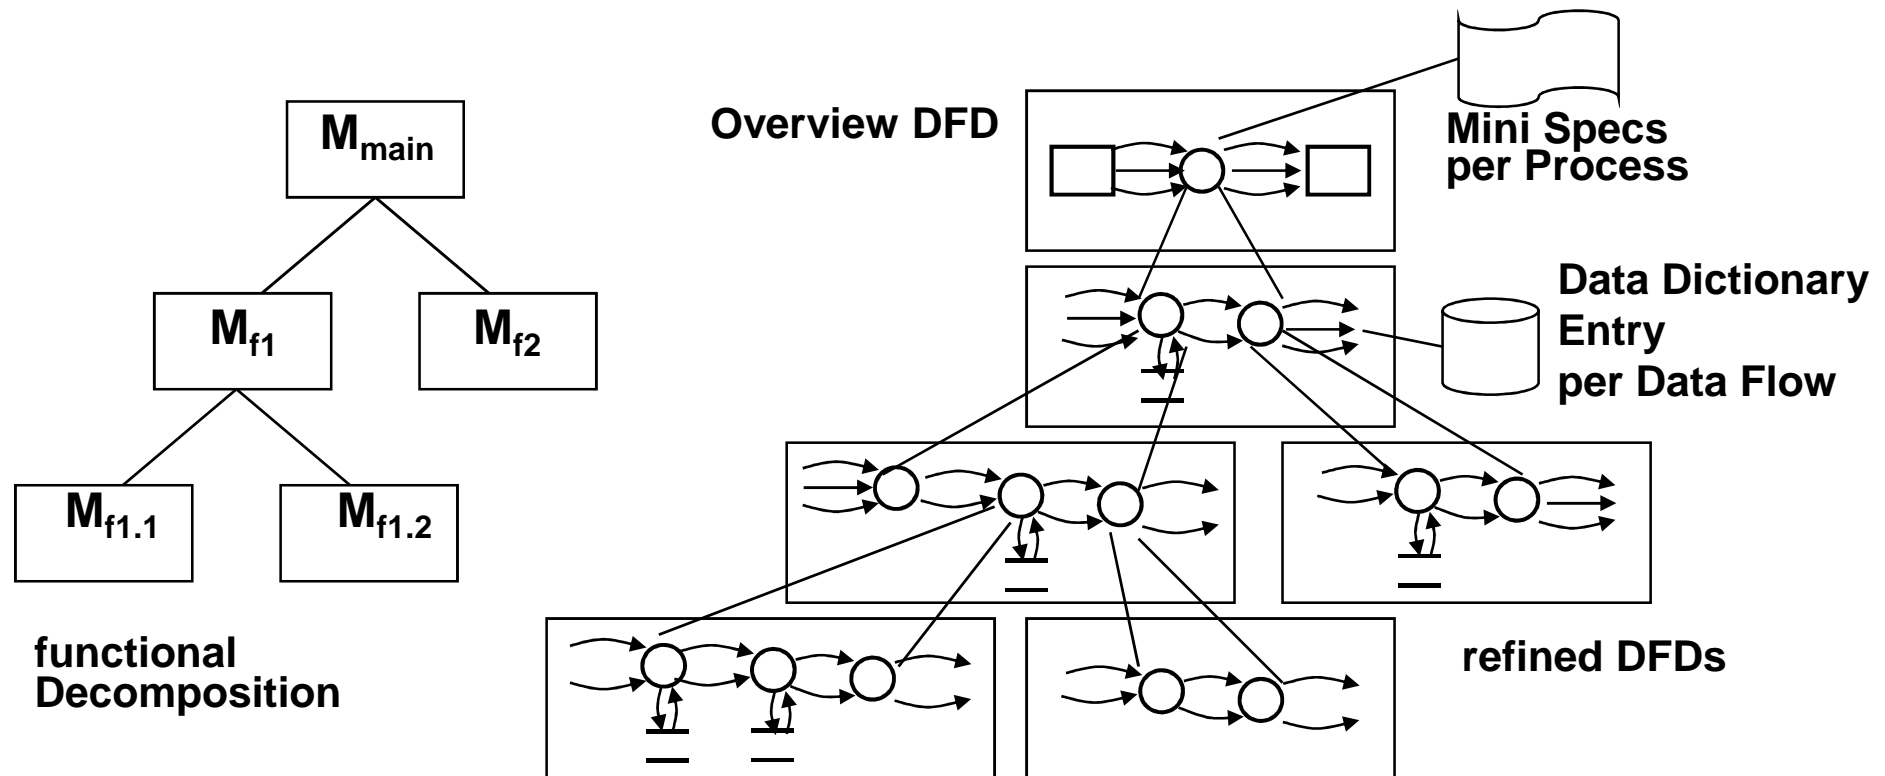 M_main
M_f1
M_f2
M_f1.1
M_f1.2
functional
Decomposition
Overview DFD
Mini Specs
per Process
Data Dictionary
Entry
per Data Flow
refined DFDs